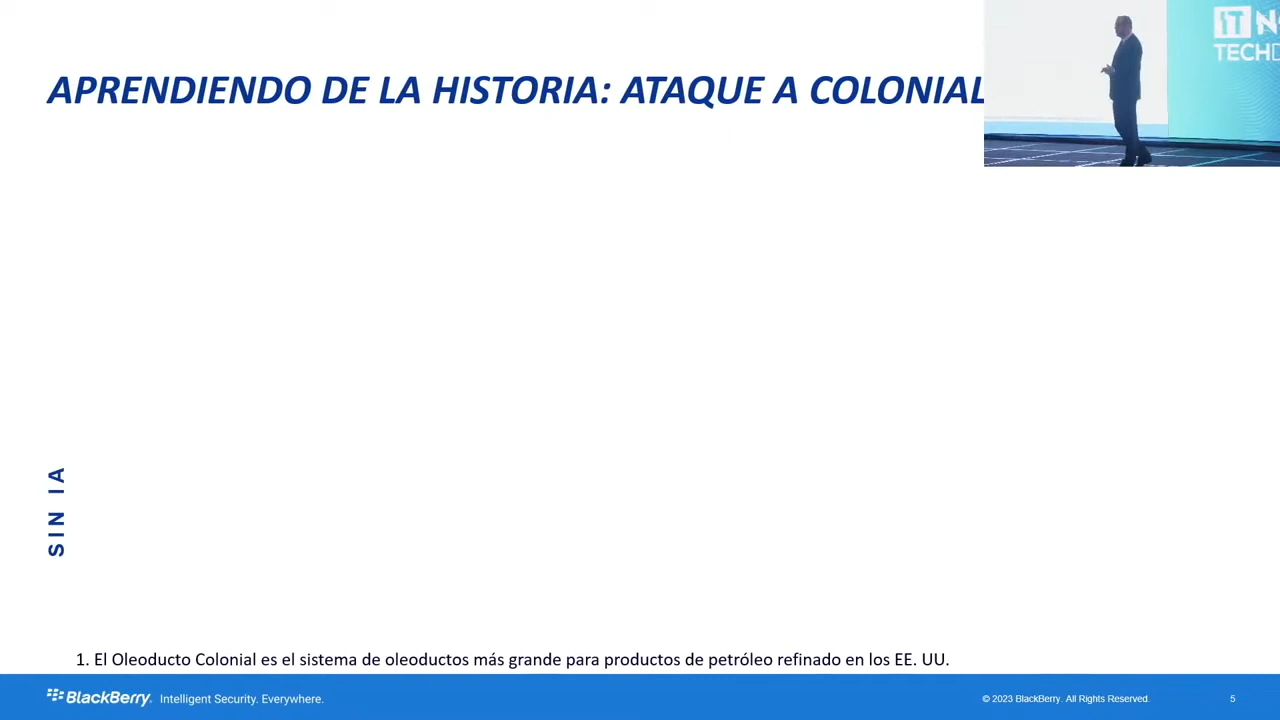 APRENDIENDO DE LA HISTORIA: ATAQUE A COLONIAL
IT N
TECHD
SIN IA
1. El Oleoducto Colonial es el sistema de oleoductos más grande para productos de petróleo refinado en los EE. UU.
BlackBerry. Intelligent Security. Everywhere.
© 2023 BlackBerry. All Rights Reserved.
5